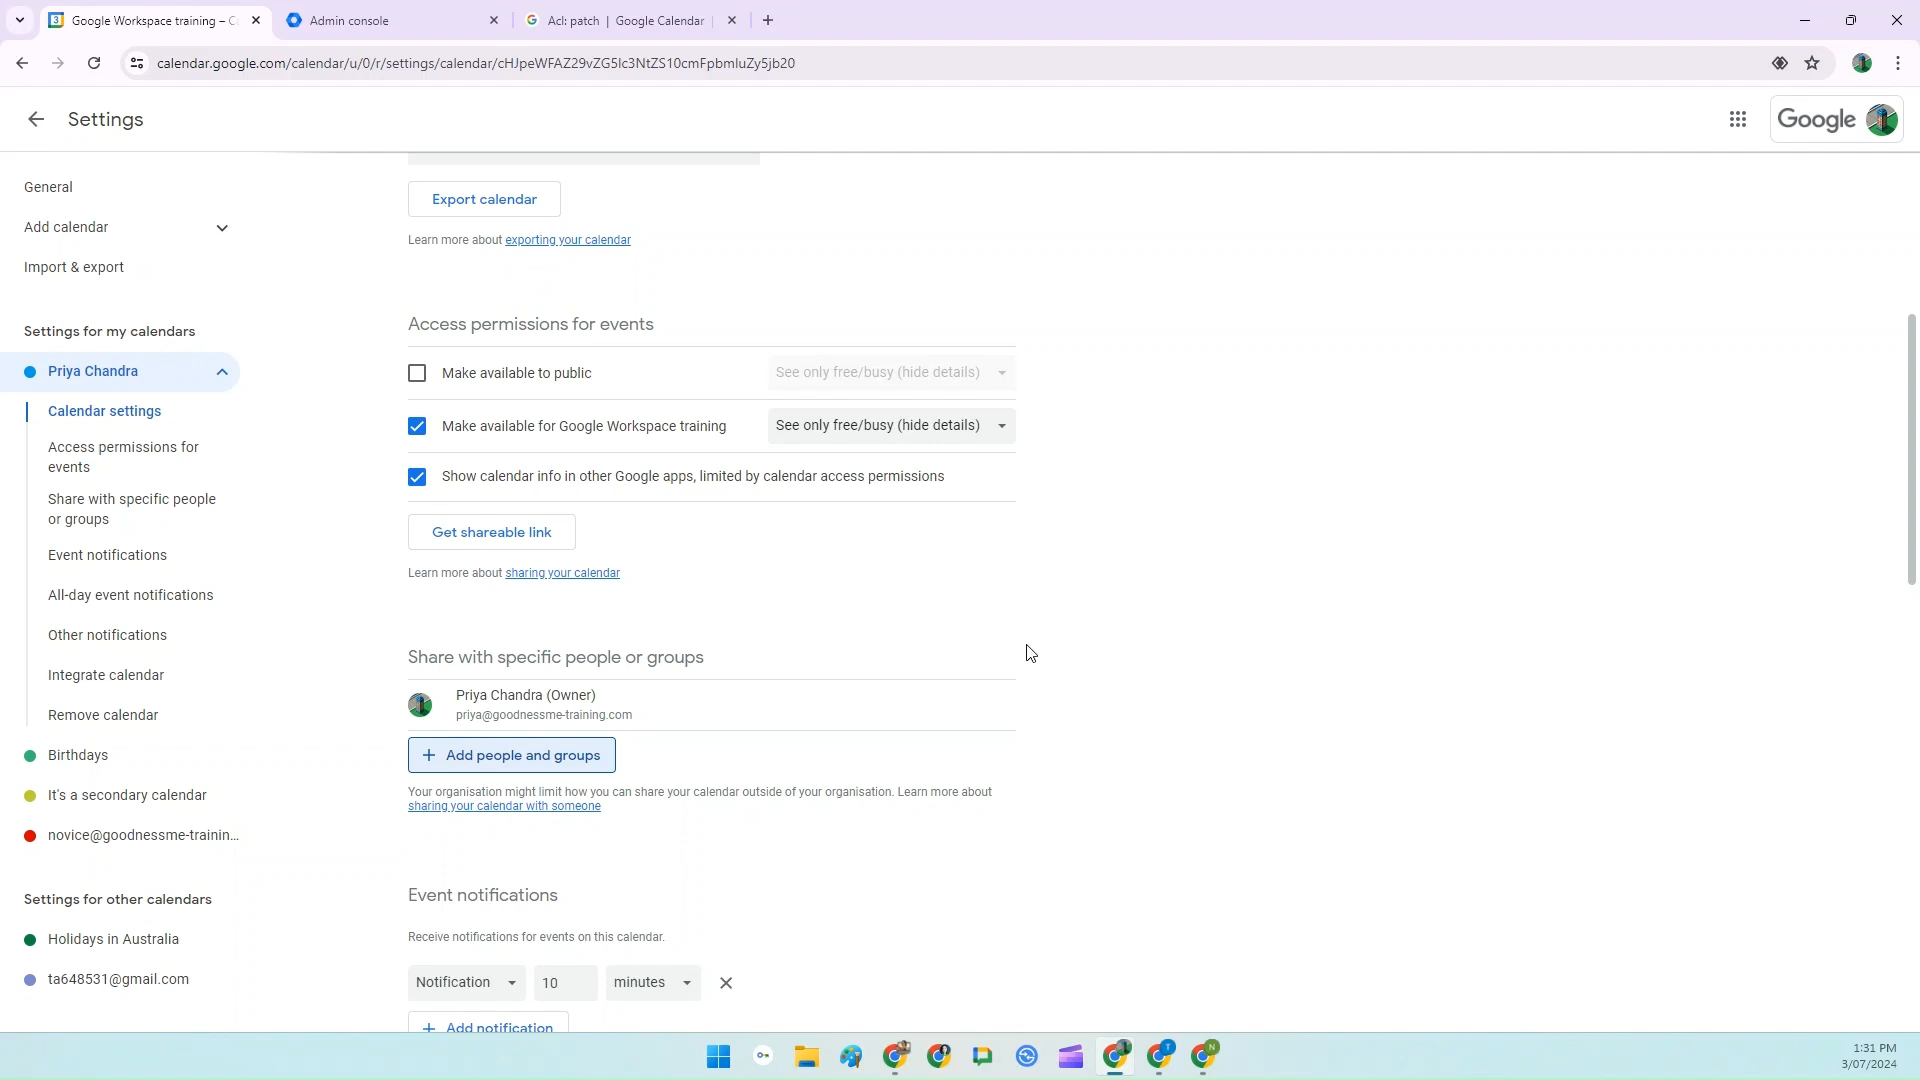 Google Workspace training – C
Admin console
Acl: patch | Google Calendar
calendar.google.com/calendar/u/0/r/settings/calendar/cHJpeWFAZ29vZG5lc3NtZS10cmFpbmluZy5jb20
Settings
Google
General
Add calendar
Import & export
Settings for my calendars
Priya Chandra
Calendar settings
Access permissions for
events
Share with specific people
or groups
Event notifications
All-day event notifications
Other notifications
Integrate calendar
Remove calendar
Birthdays
It's a secondary calendar
novice@goodnessme-trainin...
Settings for other calendars
Holidays in Australia
ta648531@gmail.com
Export calendar
Learn more about exporting your calendar
Access permissions for events
Make available to public
See only free/busy (hide details)
Make available for Google Workspace training
See only free/busy (hide details)
Show calendar info in other Google apps, limited by calendar access permissions
Get shareable link
Learn more about sharing your calendar
Share with specific people or groups
Priya Chandra (Owner)
priya@goodnessme-training.com
+ Add people and groups
Your organisation might limit how you can share your calendar outside of your organisation. Learn more about
sharing your calendar with someone
Event notifications
Receive notifications for events on this calendar.
Notification 10 minutes
+ Add notification
1:31 PM
3/07/2024